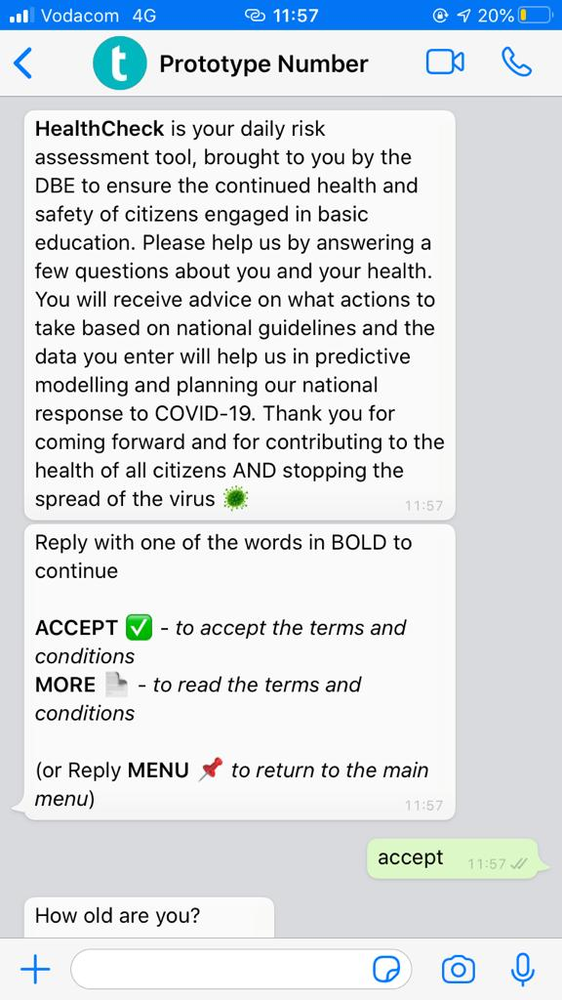 Vodacom 4G 11:57 20%
t Prototype Number
HealthCheck is your daily risk
assessment tool, brought to you by the
DBE to ensure the continued health and
safety of citizens engaged in basic
education. Please help us by answering a
few questions about you and your health.
You will receive advice on what actions to
take based on national guidelines and the
data you enter will help us in predictive
modelling and planning our national
response to COVID-19. Thank you for
coming forward and for contributing to the
health of all citizens AND stopping the
spread of the virus 🦠
11:57
Reply with one of the words in BOLD to
continue
ACCEPT ✅ - to accept the terms and
conditions
MORE 📄 - to read the terms and
conditions
(or Reply MENU 📌 to return to the main
menu)
11:57
accept 11:57
How old are you?